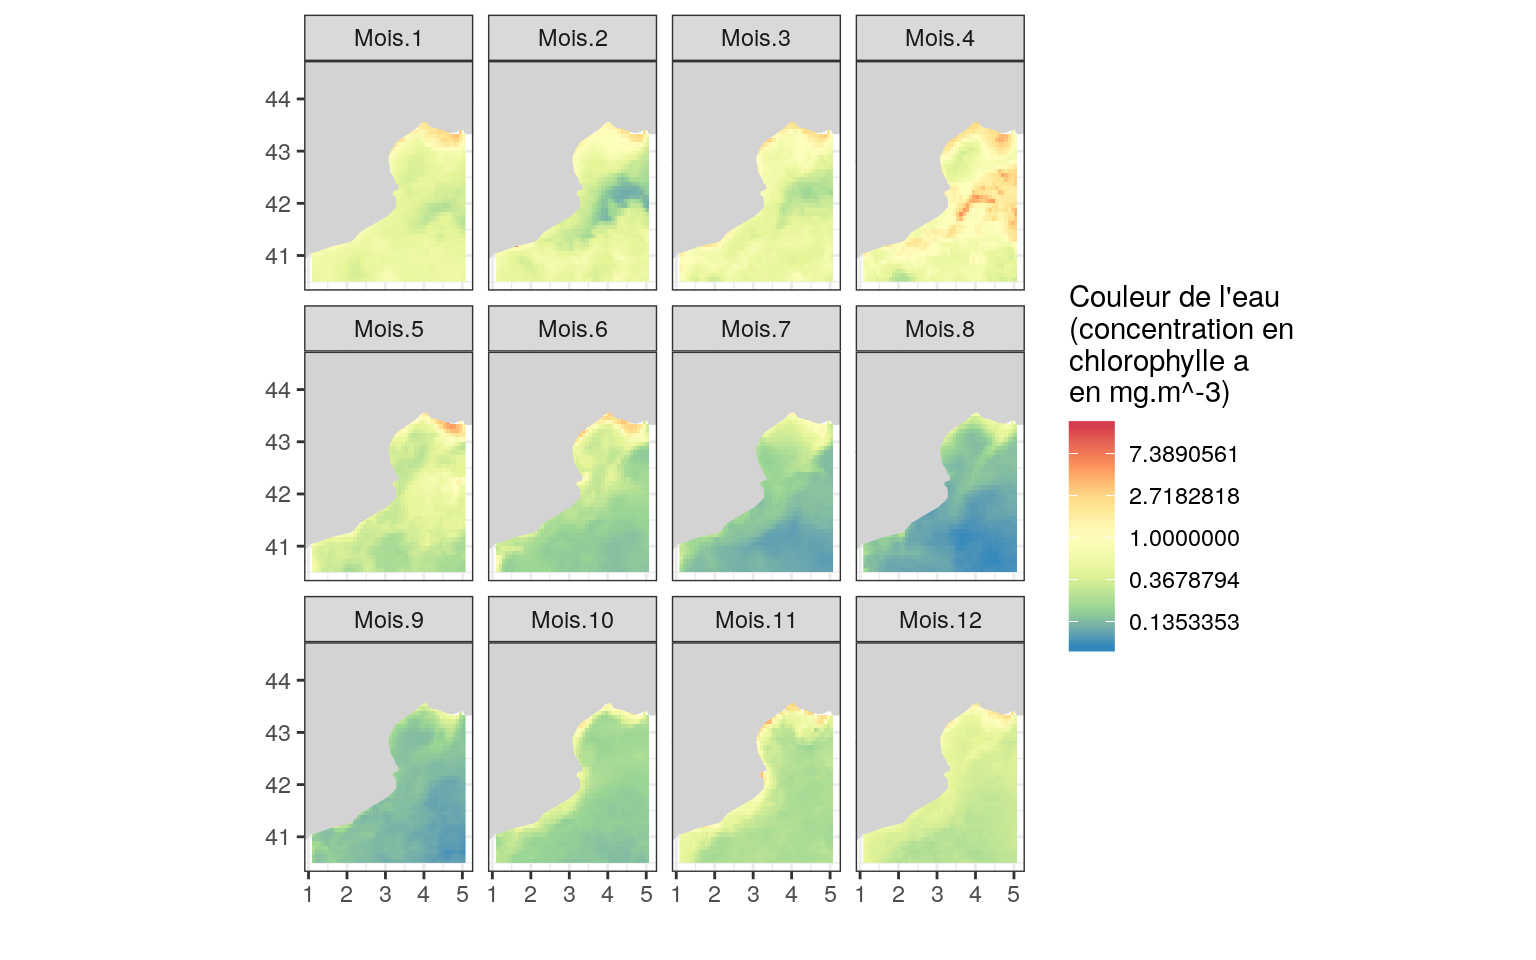 Mois.1 Mois.2 Mois.3 Mois.4
44
43
42
41
Mois.5 Mois.6 Mois.7 Mois.8
44
43
42
41
Mois.9 Mois.10 Mois.11 Mois.12
44
43
42
41
1 2 3 4 5 1 2 3 4 5 1 2 3 4 5 1 2 3 4 5
Couleur de l'eau
(concentration en
chlorophylle a
en mg.m^-3)
7.3890561
2.7182818
1.0000000
0.3678794
0.1353353